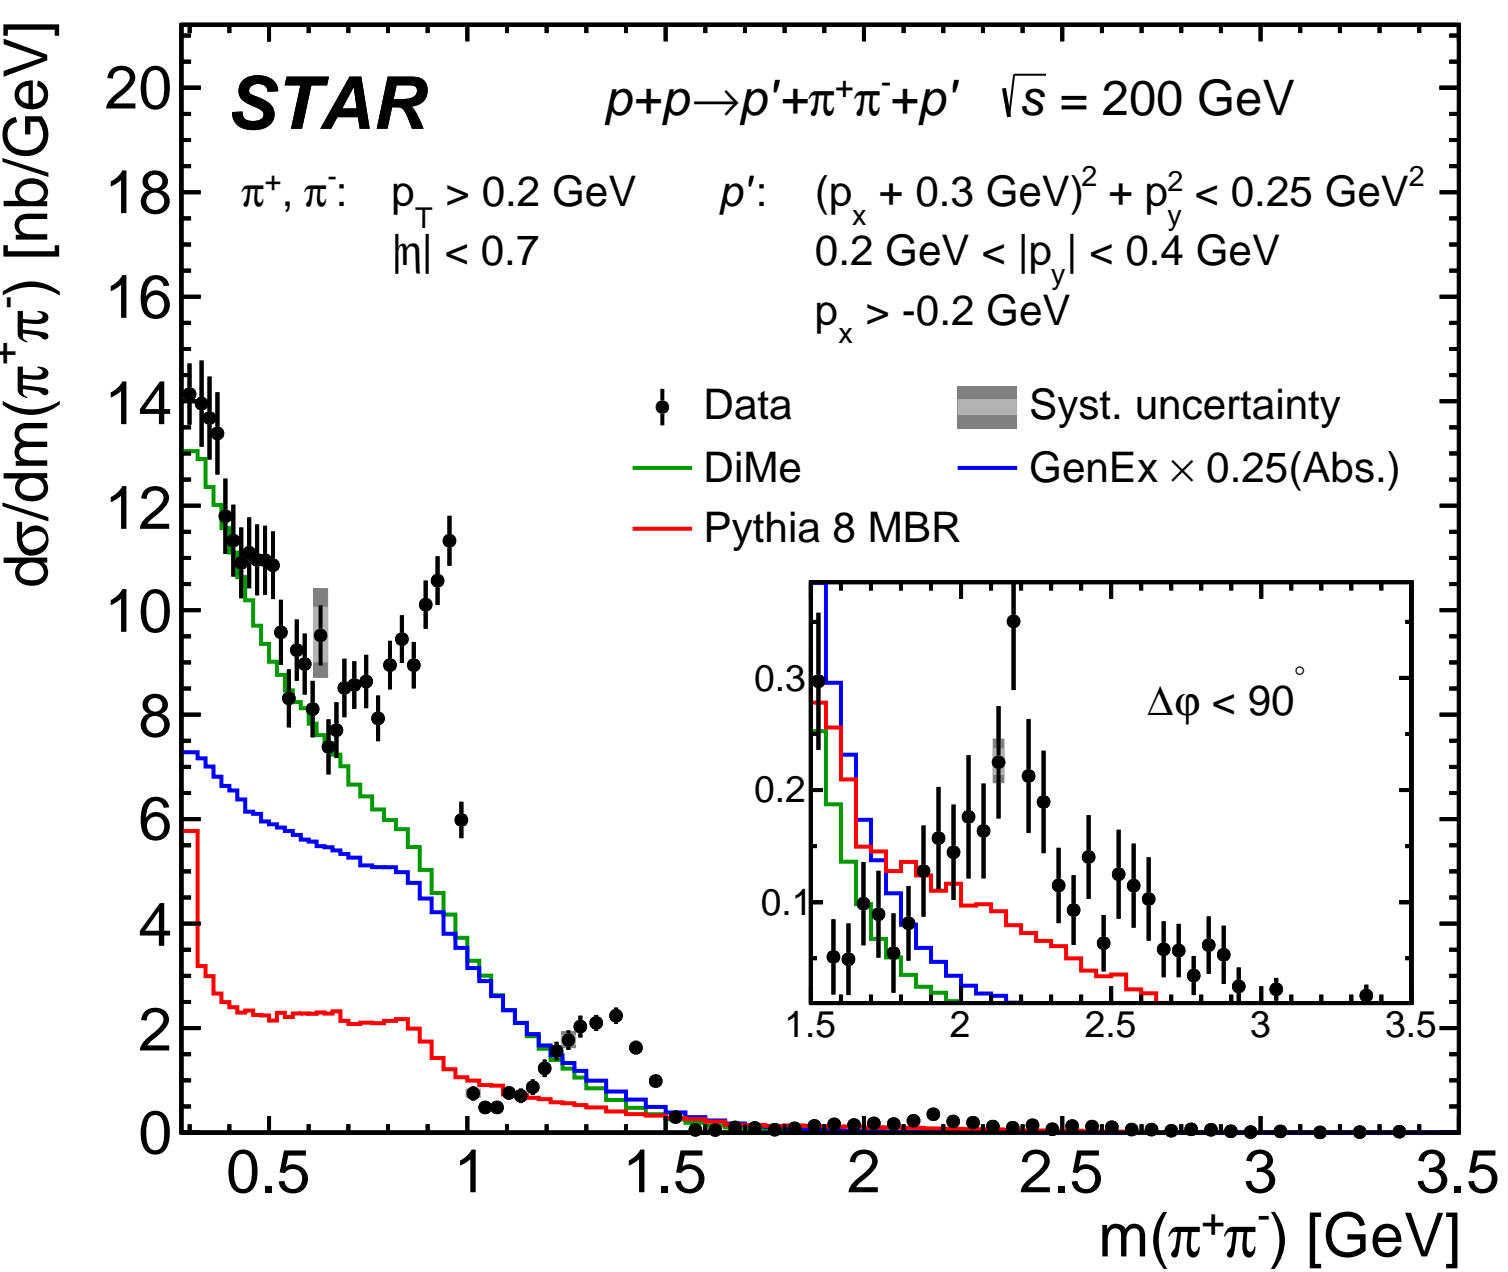 STAR
p+p→p′+π⁺π⁻+p′ √s = 200 GeV
π⁺, π⁻: p_T > 0.2 GeV p′: (p_x + 0.3 GeV)² + p_y² < 0.25 GeV²
|η| < 0.7 0.2 GeV < |p_y| < 0.4 GeV
p_x > -0.2 GeV
Data Syst. uncertainty
DiMe GenEx × 0.25(Abs.)
Pythia 8 MBR
dσ/dm(π⁺π⁻) [nb/GeV]
20
18
16
14
12
10
8
6
4
2
0
Δφ < 90°
0.3
0.2
0.1
1.5 2 2.5 3 3.5
0.5 1 1.5 2 2.5 3 3.5
m(π⁺π⁻) [GeV]